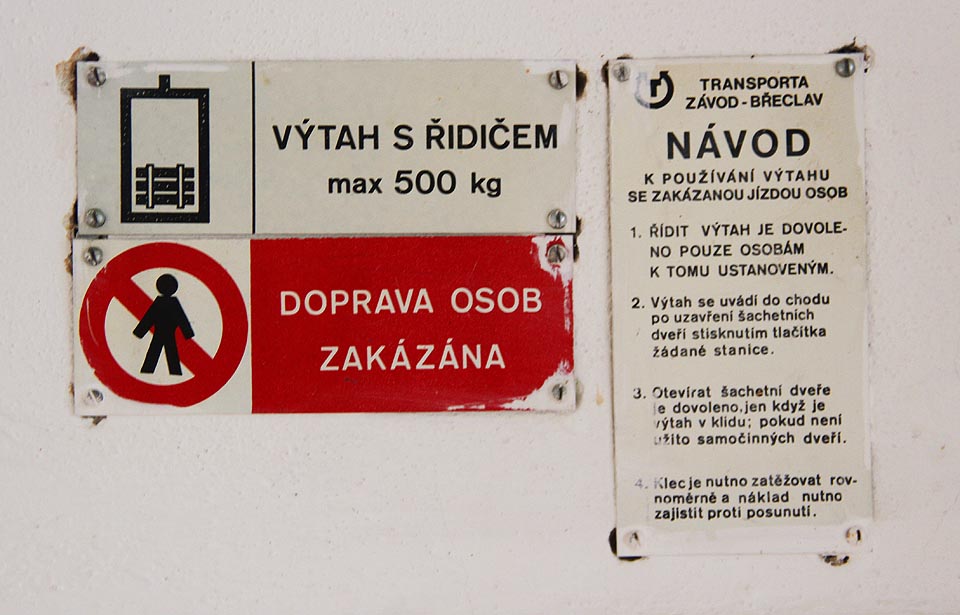 VÝTAH S ŘIDIČEM
max 500 kg
DOPRAVA OSOB
ZAKÁZÁNA
TRANSPORTA
ZÁVOD - BŘECLAV
NÁVOD
K POUŽÍVÁNÍ VÝTAHU
SE ZAKÁZANOU JÍZDOU OSOB
1. ŘÍDIT VÝTAH JE DOVOLE-
NO POUZE OSOBÁM
K TOMU USTANOVENÝM.
2. Výtah se uvádí do chodu
po uzavření šachetních
dveří stisknutím tlačítka
žádané stanice.
3. Otevírat šachetní dveře
je dovoleno,jen když je
výtah v klidu; pokud není
užito samočinných dveří.
4. Klec je nutno zatěžovat rov-
noměrně a náklad nutno
zajistit proti posunutí.